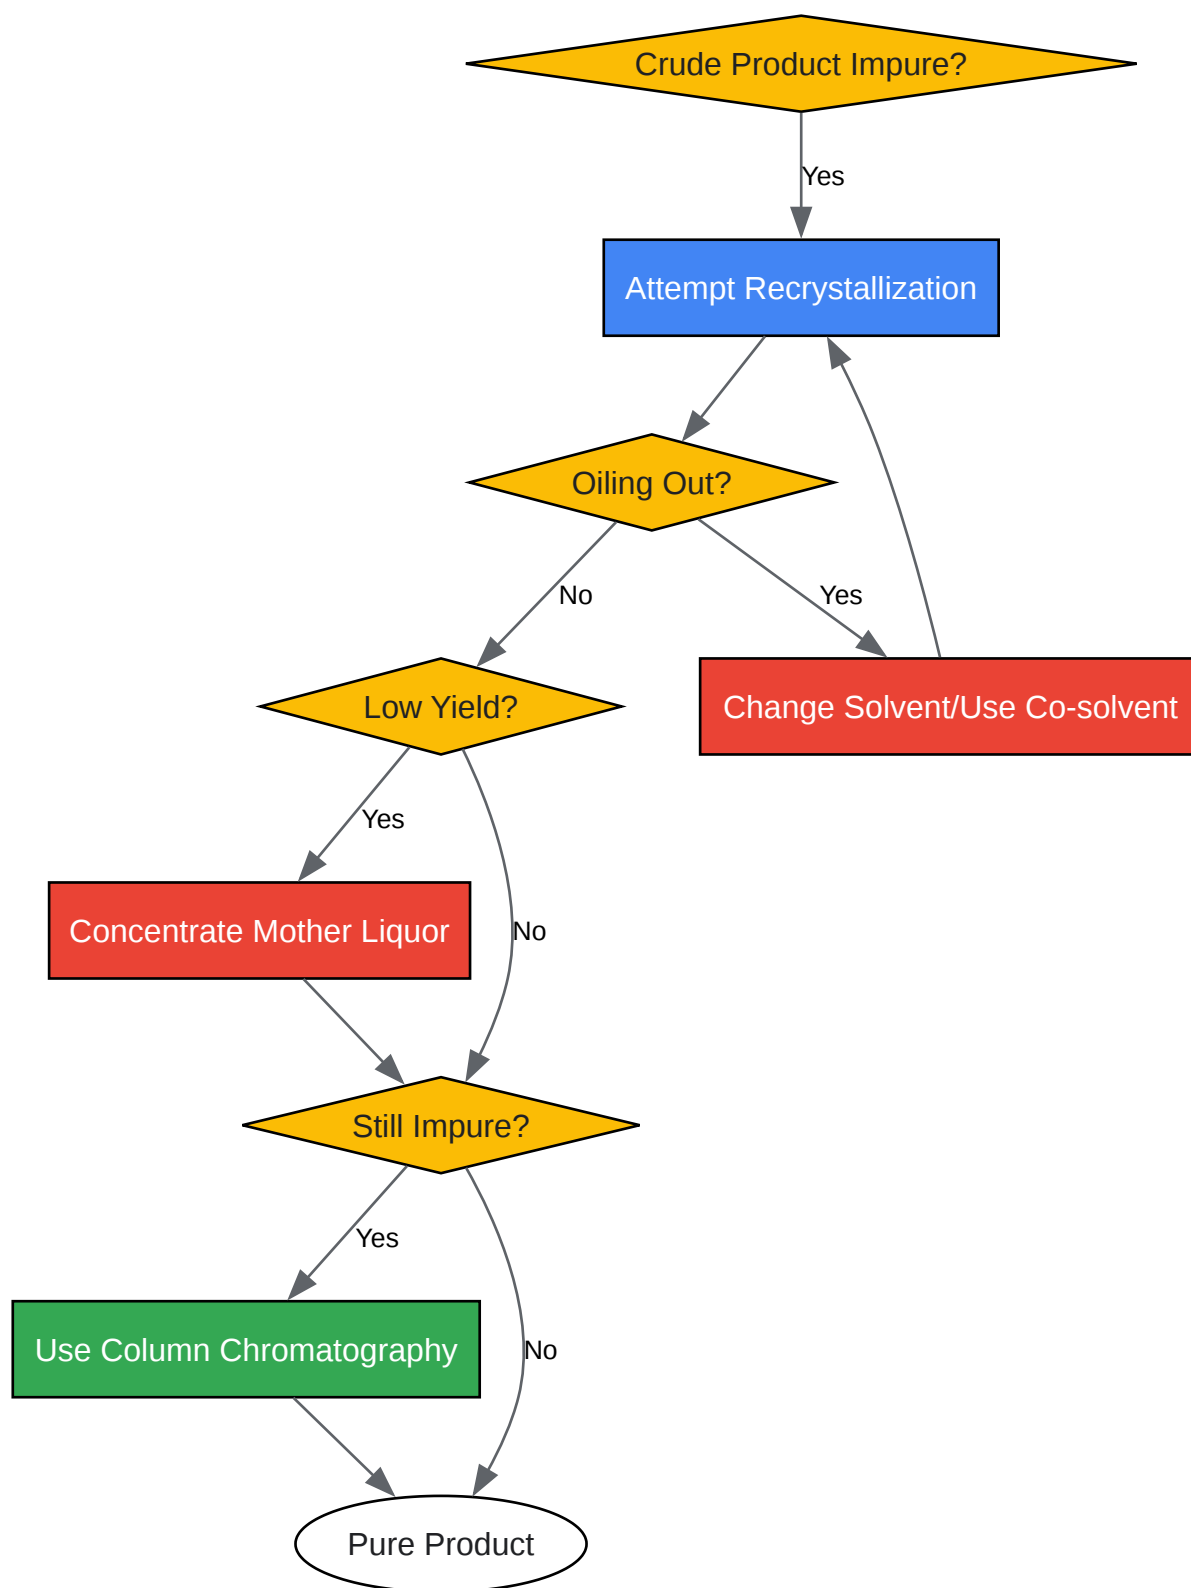 Crude Product Impure?
Yes
Attempt Recrystallization
Oiling Out?
No
Yes
Low Yield?
Change Solvent/Use Co-solvent
Yes
Concentrate Mother Liquor
No
Still Impure?
Yes
Use Column Chromatography
No
Pure Product